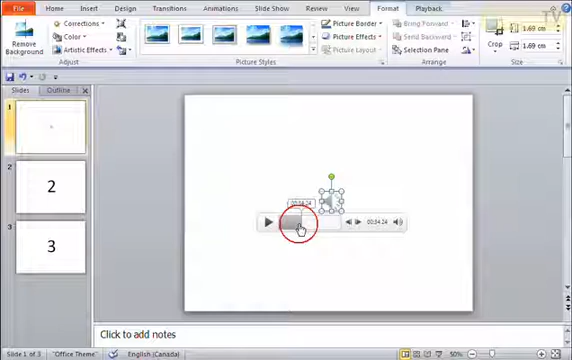 File Home Insert Design Transitions Animations Slide Show Review View Format Playback
Remove Background
Corrections
Color
Artistic Effects
Adjust
Picture Styles
Picture Border
Picture Effects
Picture Layout
Bring Forward
Send Backward
Selection Pane
Arrange
Crop
1.69 cm
1.69 cm
Size
TV
Slides Outline
1
2
2
3
3
00:34.24
Click to add notes
Slide 1 of 3 "Office Theme" English (Canada) 50%